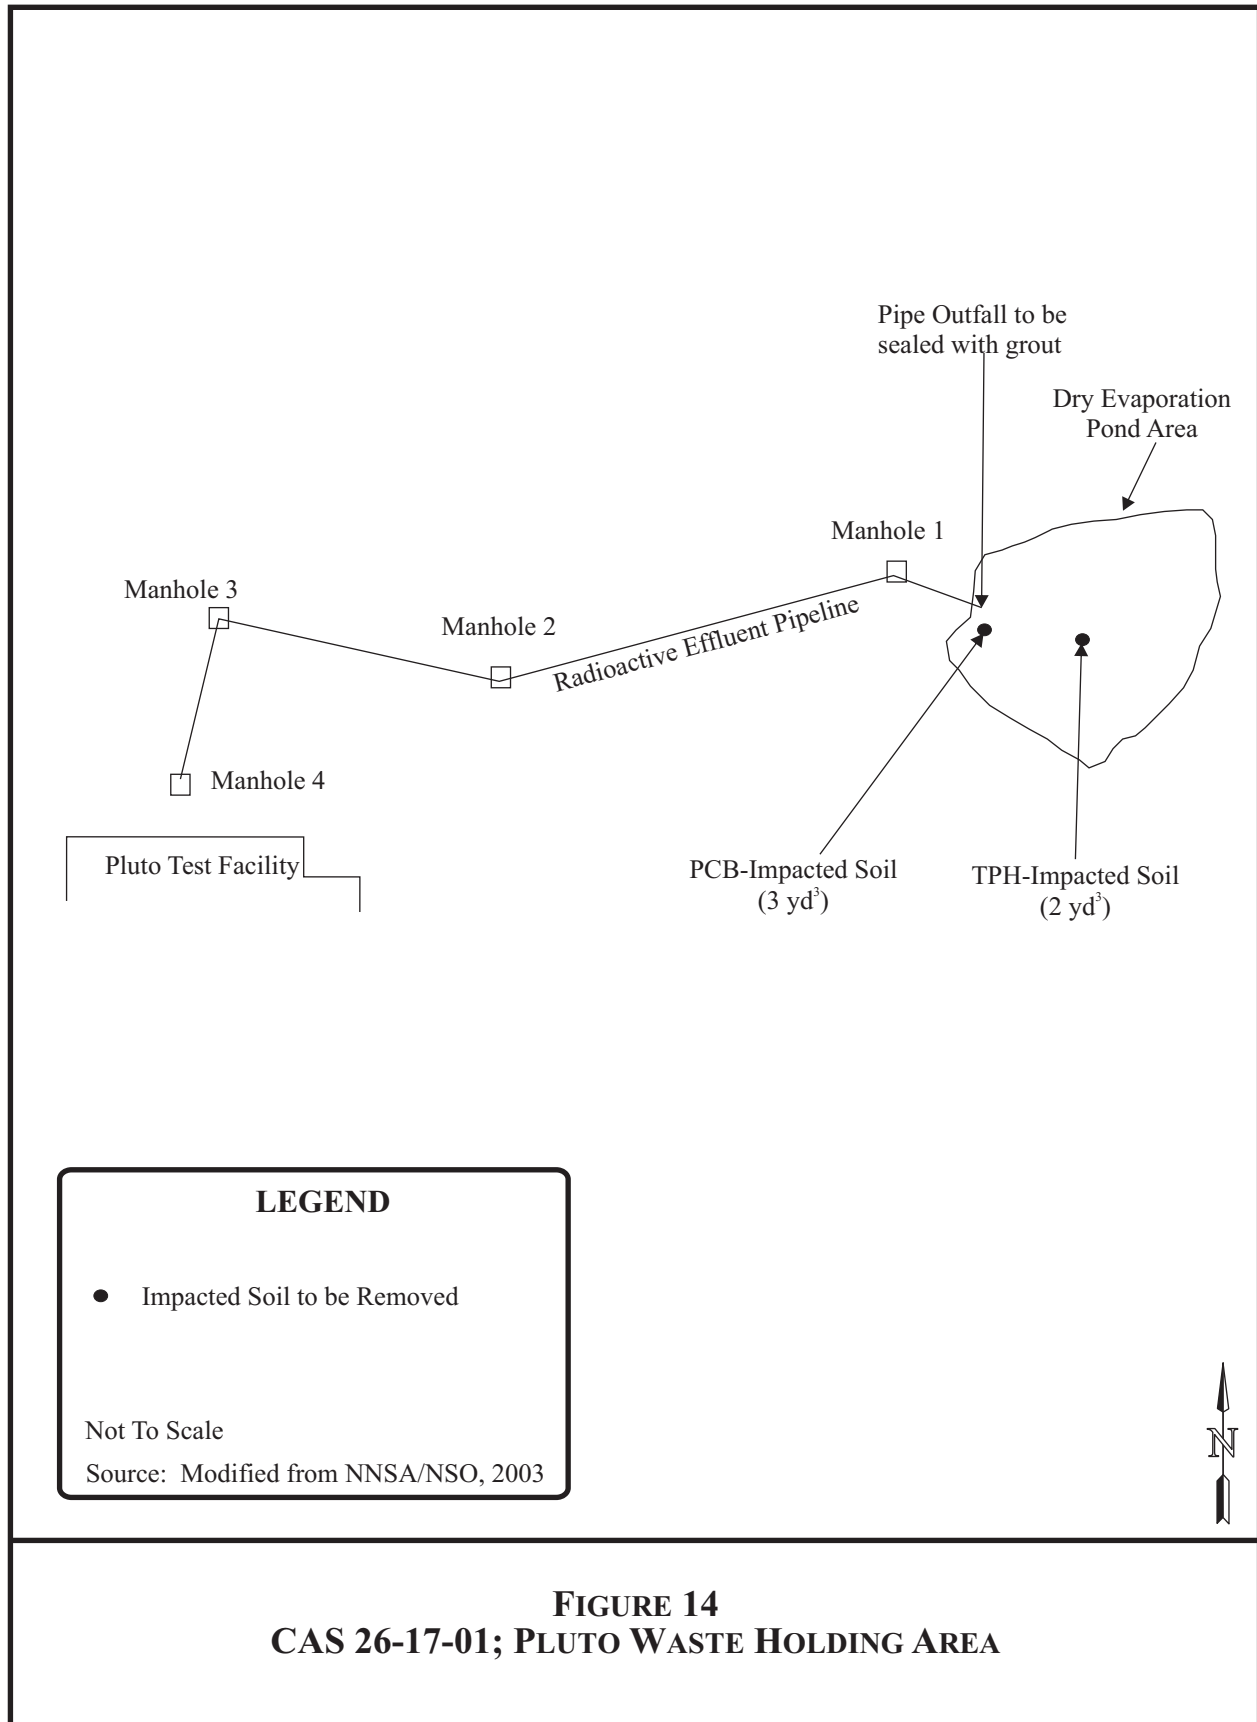 Pipe Outfall to be
sealed with grout
Dry Evaporation
Pond Area
Manhole 1
Manhole 3
Manhole 2
Radioactive Effluent Pipeline
Manhole 4
Pluto Test Facility
PCB-Impacted Soil
(3 yd³)
TPH-Impacted Soil
(2 yd³)
LEGEND
Impacted Soil to be Removed
Not To Scale
Source: Modified from NNSA/NSO, 2003
N
FIGURE 14
CAS 26-17-01; PLUTO WASTE HOLDING AREA